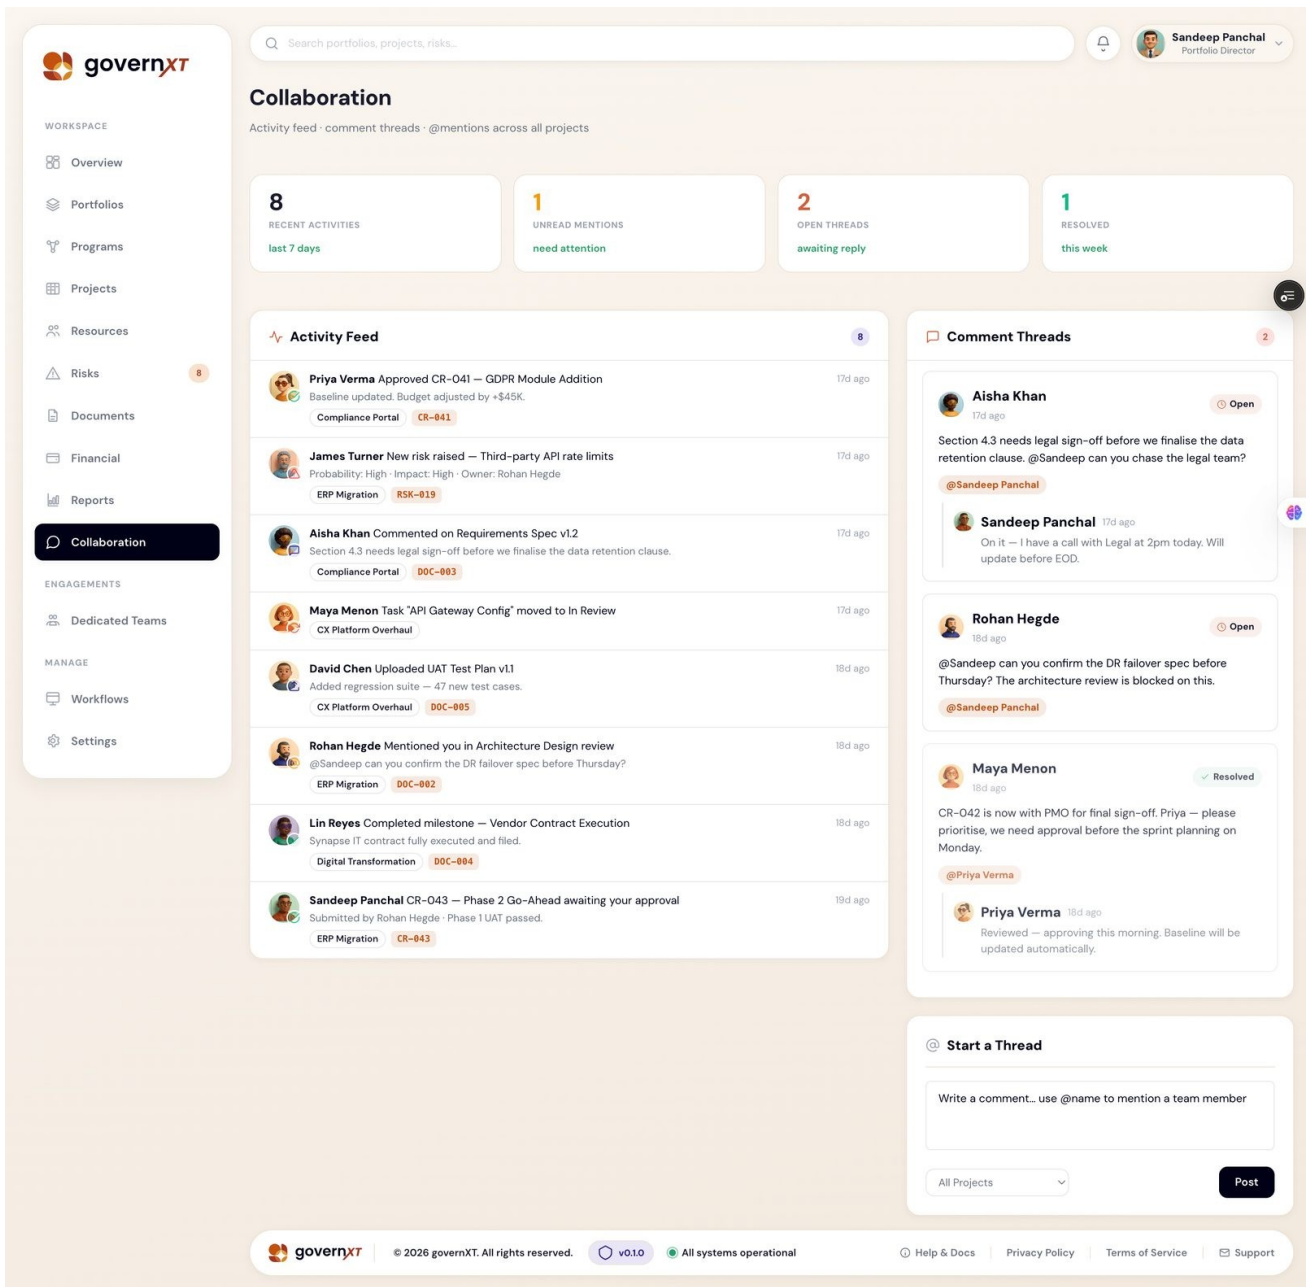 governXT
WORKSPACE
Overview
Portfolios
Programs
Projects
Resources
Risks 8
Documents
Financial
Reports
Collaboration
ENGAGEMENTS
Dedicated Teams
MANAGE
Workflows
Settings
Search portfolios, projects, risks...
Sandeep Panchal
Portfolio Director
Collaboration
Activity feed · comment threads · @mentions across all projects
8
RECENT ACTIVITIES
last 7 days
1
UNREAD MENTIONS
need attention
2
OPEN THREADS
awaiting reply
1
RESOLVED
this week
Activity Feed 8
Priya Verma Approved CR-041 — GDPR Module Addition 17d ago
Baseline updated. Budget adjusted by +$45K.
Compliance Portal CR-041
James Turner New risk raised — Third-party API rate limits 17d ago
Probability: High · Impact: High · Owner: Rohan Hegde
ERP Migration RSK-019
Aisha Khan Commented on Requirements Spec v1.2 17d ago
Section 4.3 needs legal sign-off before we finalise the data retention clause.
Compliance Portal DOC-003
Maya Menon Task "API Gateway Config" moved to In Review 17d ago
CX Platform Overhaul
David Chen Uploaded UAT Test Plan v1.1 18d ago
Added regression suite — 47 new test cases.
CX Platform Overhaul DOC-005
Rohan Hegde Mentioned you in Architecture Design review 18d ago
@Sandeep can you confirm the DR failover spec before Thursday?
ERP Migration DOC-002
Lin Reyes Completed milestone — Vendor Contract Execution 18d ago
Synapse IT contract fully executed and filed.
Digital Transformation DOC-004
Sandeep Panchal CR-043 — Phase 2 Go-Ahead awaiting your approval 19d ago
Submitted by Rohan Hegde · Phase 1 UAT passed.
ERP Migration CR-043
Comment Threads 2
Aisha Khan
17d ago
Open
Section 4.3 needs legal sign-off before we finalise the data
retention clause. @Sandeep can you chase the legal team?
@Sandeep Panchal
Sandeep Panchal 17d ago
On it — I have a call with Legal at 2pm today. Will
update before EOD.
Rohan Hegde
18d ago
Open
@Sandeep can you confirm the DR failover spec before
Thursday? The architecture review is blocked on this.
@Sandeep Panchal
Maya Menon
18d ago
Resolved
CR-042 is now with PMO for final sign-off. Priya — please
prioritise, we need approval before the sprint planning on
Monday.
@Priya Verma
Priya Verma 18d ago
Reviewed — approving this morning. Baseline will be
updated automatically.
Start a Thread
Write a comment... use @name to mention a team member
All Projects
Post
governXT
© 2026 governXT. All rights reserved.
v0.1.0
All systems operational
Help & Docs
Privacy Policy
Terms of Service
Support